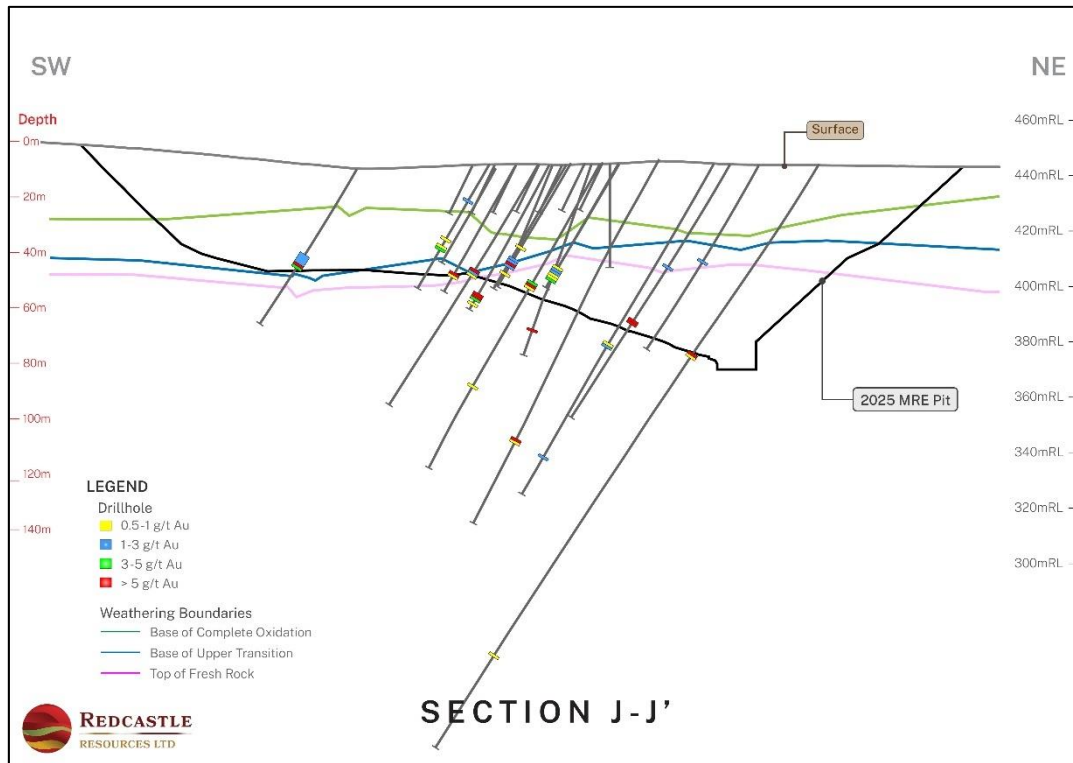 SW
NE
Depth
0m
20m
40m
60m
80m
100m
120m
140m
460mRL
440mRL
420mRL
400mRL
380mRL
360mRL
340mRL
320mRL
300mRL
Surface
2025 MRE Pit
LEGEND
Drillhole
0.5-1 g/t Au
1-3 g/t Au
3-5 g/t Au
> 5 g/t Au
Weathering Boundaries
Base of Complete Oxidation
Base of Upper Transition
Top of Fresh Rock
REDCASTLE
RESOURCES LTD
SECTION J-J'